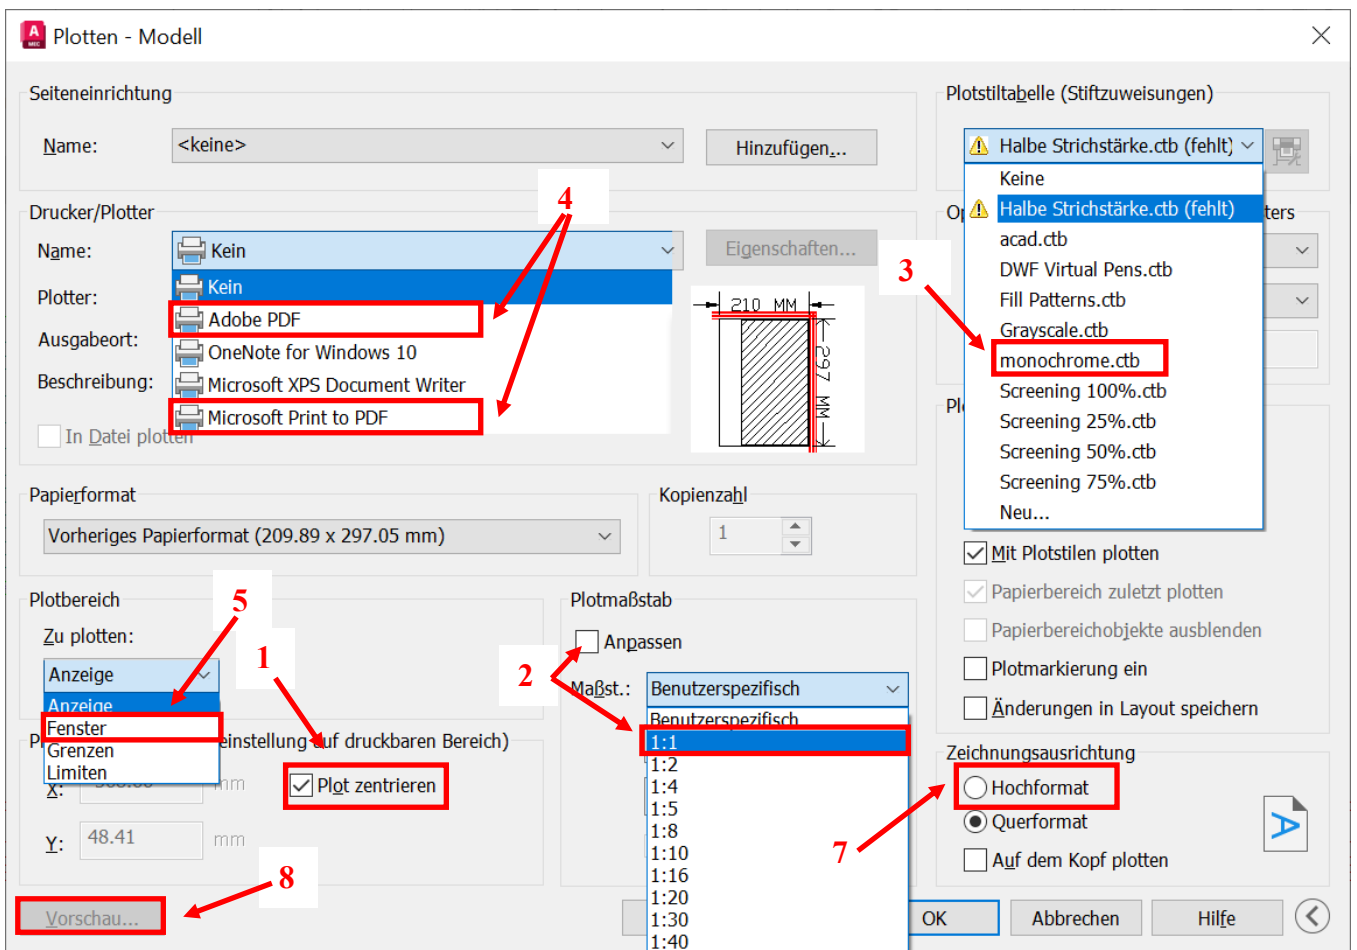 A
MEC
Plotten - Modell
Seiteneinrichtung
Name:
<keine>
Hinzufügen...
Drucker/Plotter
Name:
Kein
Eigenschaften...
Kein
Plotter:
Adobe PDF
Ausgabeort:
OneNote for Windows 10
Beschreibung:
Microsoft XPS Document Writer
Microsoft Print to PDF
In Datei plotten
210 MM
297 MM
4
Papierformat
Vorheriges Papierformat (209.89 x 297.05 mm)
Kopienzahl
1
Plotbereich
Zu plotten:
Anzeige
Anzeige
Fenster
Grenzen
Limiten
5
1
einstellung auf druckbaren Bereich)
X:
mm
Plot zentrieren
Y:
48.41
mm
Plotmaßstab
Anpassen
2
Maßst.:
Benutzerspezifisch
Benutzerspezifisch
1:1
1:2
1:4
1:5
1:8
1:10
1:16
1:20
1:30
1:40
Plotstiltabelle (Stiftzuweisungen)
Halbe Strichstärke.ctb (fehlt)
Keine
Halbe Strichstärke.ctb (fehlt)
acad.ctb
DWF Virtual Pens.ctb
Fill Patterns.ctb
Grayscale.ctb
monochrome.ctb
Screening 100%.ctb
Screening 25%.ctb
Screening 50%.ctb
Screening 75%.ctb
Neu...
3
Mit Plotstilen plotten
Papierbereich zuletzt plotten
Papierbereichobjekte ausblenden
Plotmarkierung ein
Änderungen in Layout speichern
Zeichnungsausrichtung
Hochformat
Querformat
Auf dem Kopf plotten
A
7
8
Vorschau...
OK
Abbrechen
Hilfe